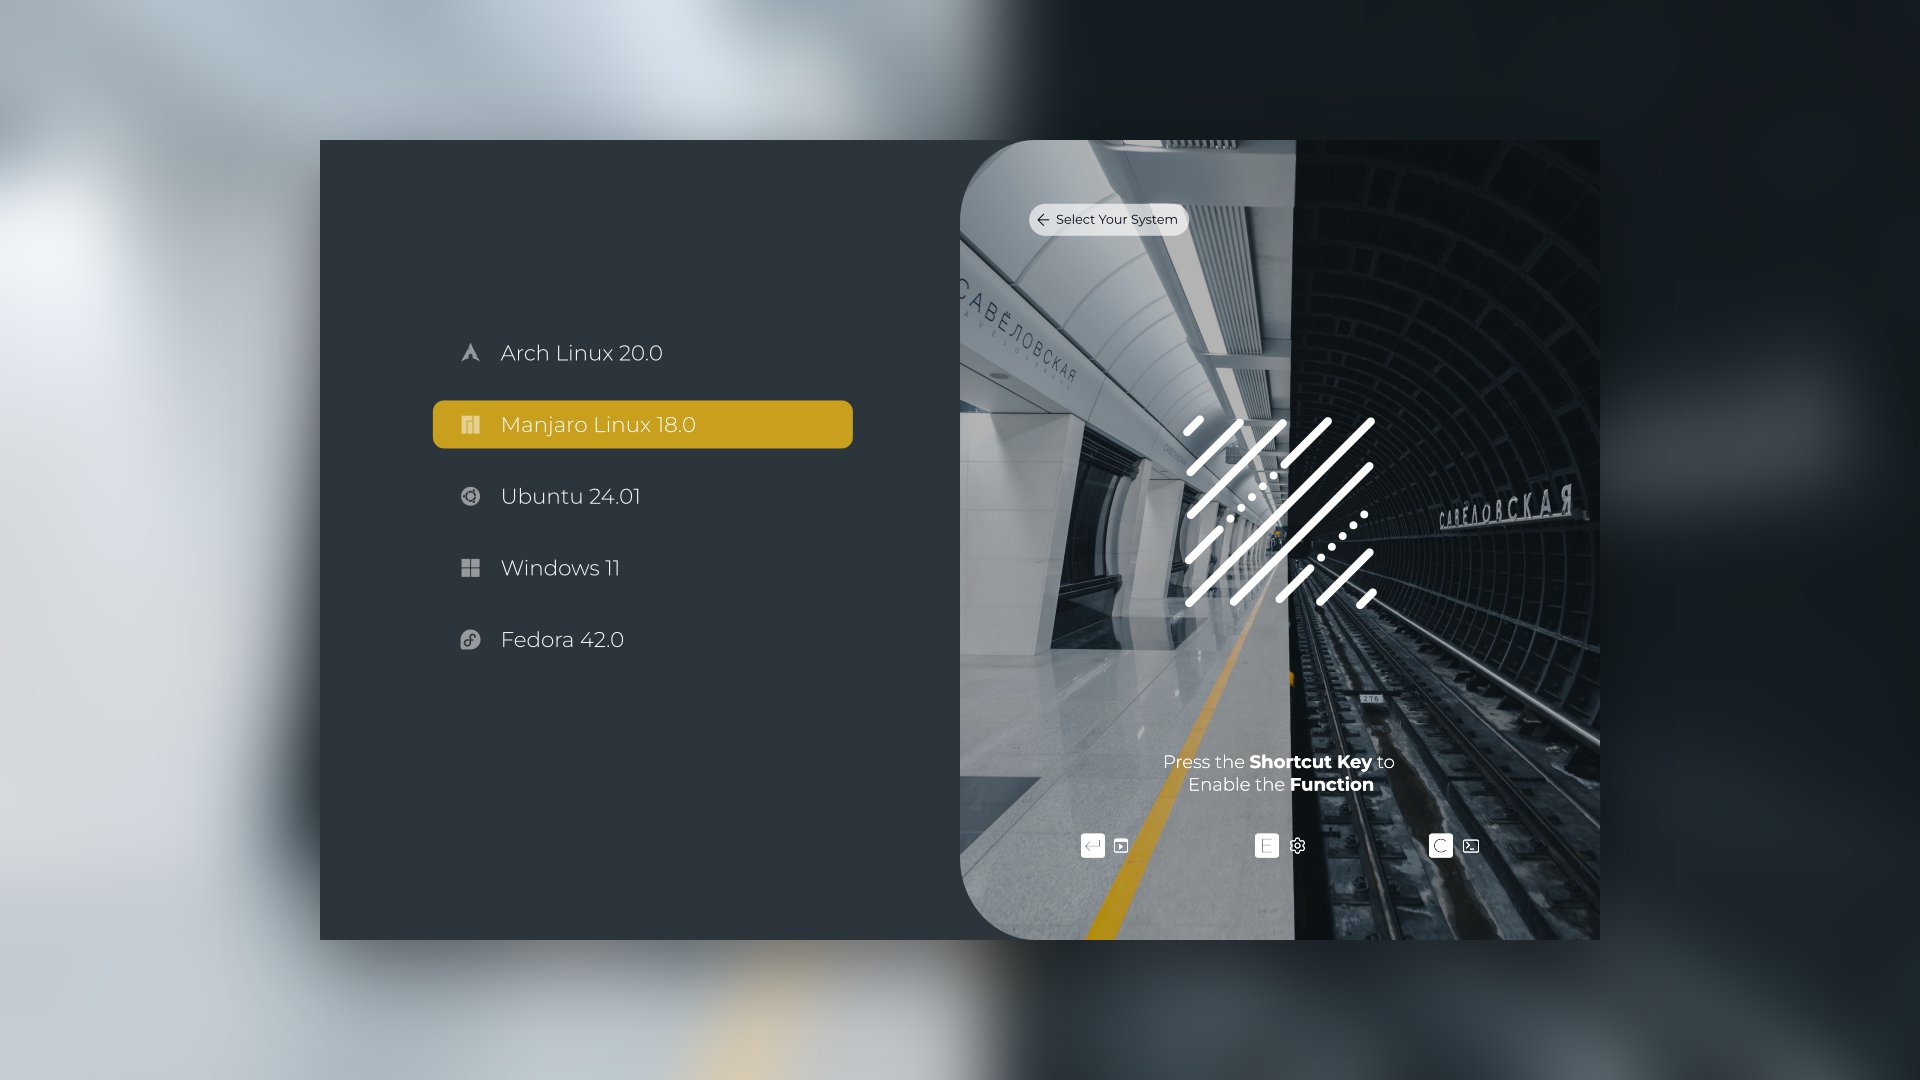 Arch Linux 20.0
Manjaro Linux 18.0
Ubuntu 24.01
Windows 11
Fedora 42.0
Select Your System
САВЁЛОВСКАЯ
САВЁЛОВСКАЯ
276
Press the Shortcut Key to
Enable the Function
E
C